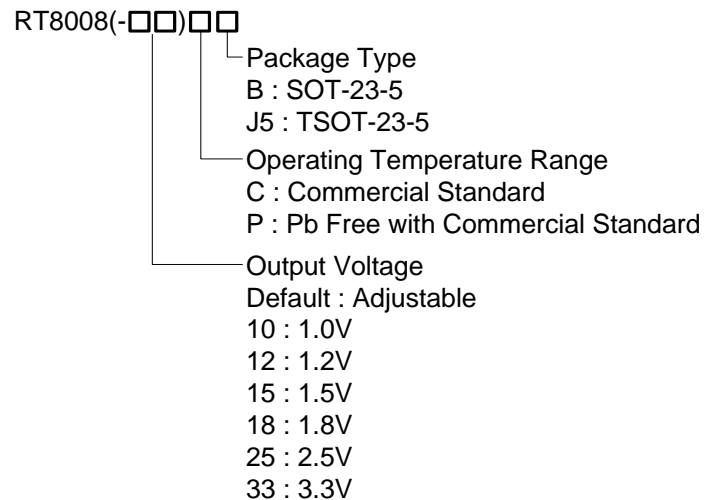 RT8008(-□□)□□
Package Type
B : SOT-23-5
J5 : TSOT-23-5
Operating Temperature Range
C : Commercial Standard
P : Pb Free with Commercial Standard
Output Voltage
Default : Adjustable
10 : 1.0V
12 : 1.2V
15 : 1.5V
18 : 1.8V
25 : 2.5V
33 : 3.3V